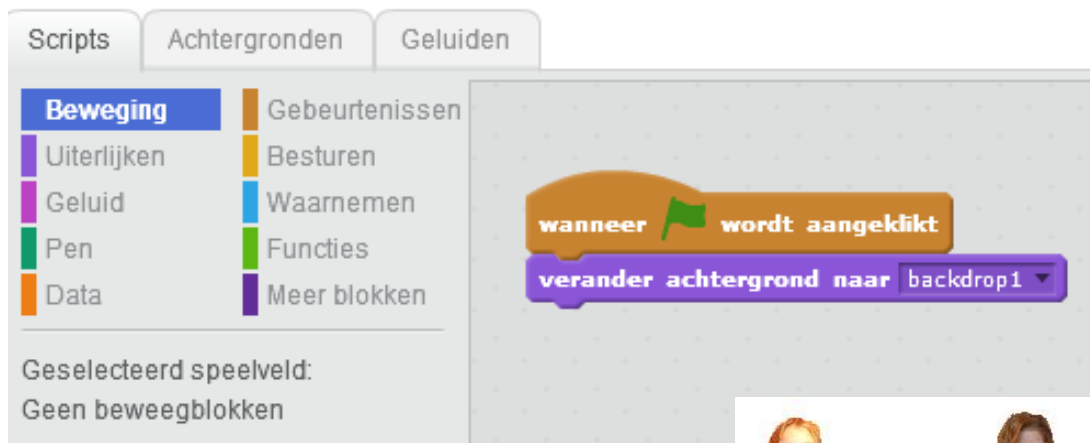 Scripts Achtergronden Geluiden
Beweging Gebeurtenissen
Uiterlijken Besturen
Geluid Waarnemen
Pen Functies
Data Meer blokken
Geselecteerd speelveld:
Geen beweegblokken
wanneer wordt aangeklikt
verander achtergrond naar backdrop1